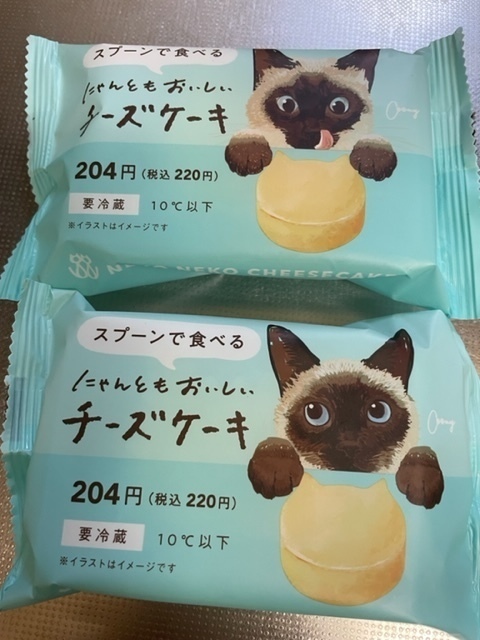 スプーンで食べる
にゃんともおいしい
チーズケーキ
204円(税込 220円)
要冷蔵 10℃以下
※イラストはイメージです
NEKO NEKO CHEESECAKE
スプーンで食べる
にゃんともおいしい
チーズケーキ
204円(税込 220円)
要冷蔵 10℃以下
※イラストはイメージです